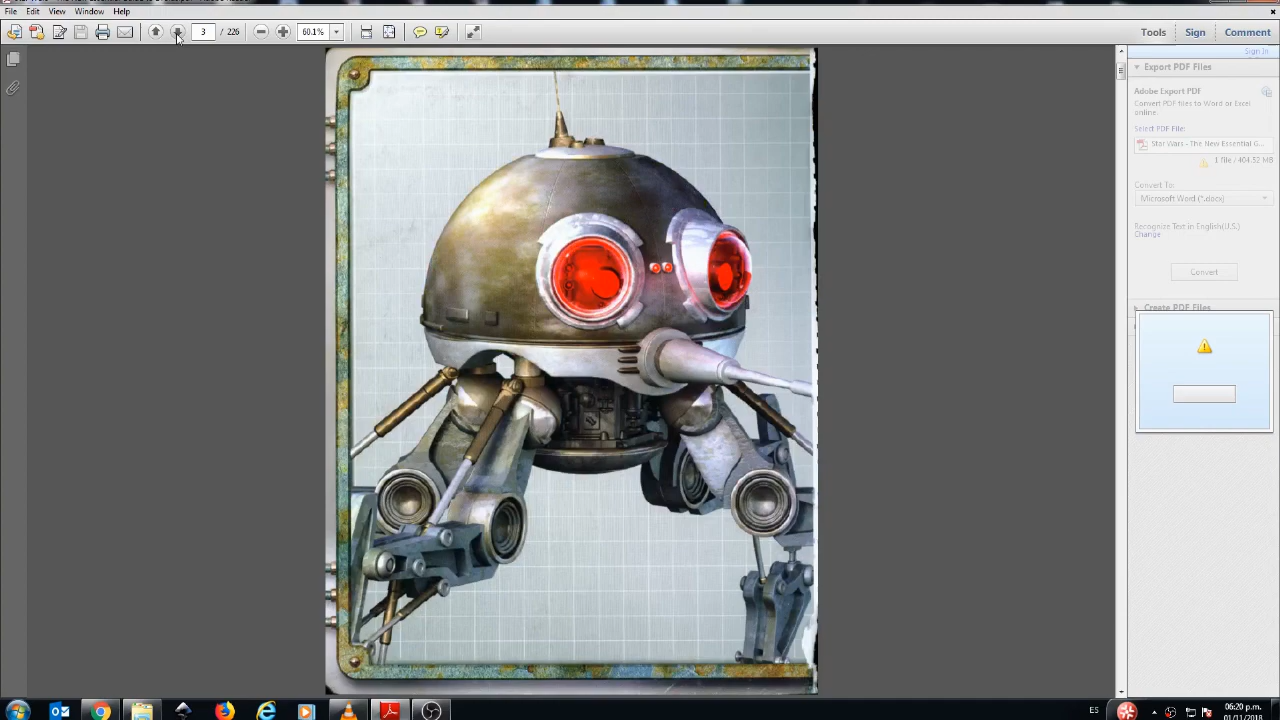 File Edit View Window Help
3 / 226 60.1% Tools Sign Comment
Sign In
Export PDF Files
Adobe Export PDF
Convert PDF files to Word or Excel
online.
Select PDF File:
Star Wars - The New Essential G...
1 file / 404.52 MB
Convert To:
Microsoft Word (*.docx)
Recognize Text in English(U.S.)
Change
Convert
Create PDF Files
ES 06:20 p.m.
01/11/2018